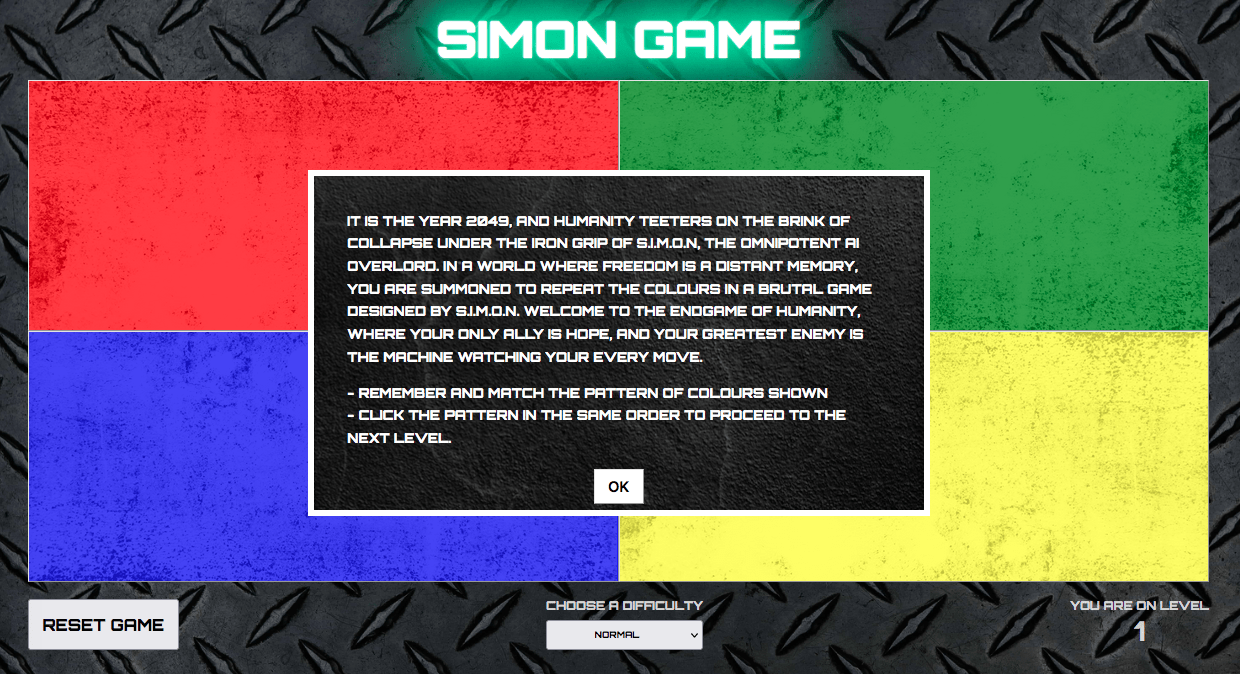 SIMON GAME
IT IS THE YEAR 2049, AND HUMANITY TEETERS ON THE BRINK OF
COLLAPSE UNDER THE IRON GRIP OF S.I.M.O.N, THE OMNIPOTENT AI
OVERLORD. IN A WORLD WHERE FREEDOM IS A DISTANT MEMORY,
YOU ARE SUMMONED TO REPEAT THE COLOURS IN A BRUTAL GAME
DESIGNED BY S.I.M.O.N. WELCOME TO THE ENDGAME OF HUMANITY,
WHERE YOUR ONLY ALLY IS HOPE, AND YOUR GREATEST ENEMY IS
THE MACHINE WATCHING YOUR EVERY MOVE.
- REMEMBER AND MATCH THE PATTERN OF COLOURS SHOWN
- CLICK THE PATTERN IN THE SAME ORDER TO PROCEED TO THE
NEXT LEVEL.
OK
RESET GAME
CHOOSE A DIFFICULTY
NORMAL
YOU ARE ON LEVEL
1